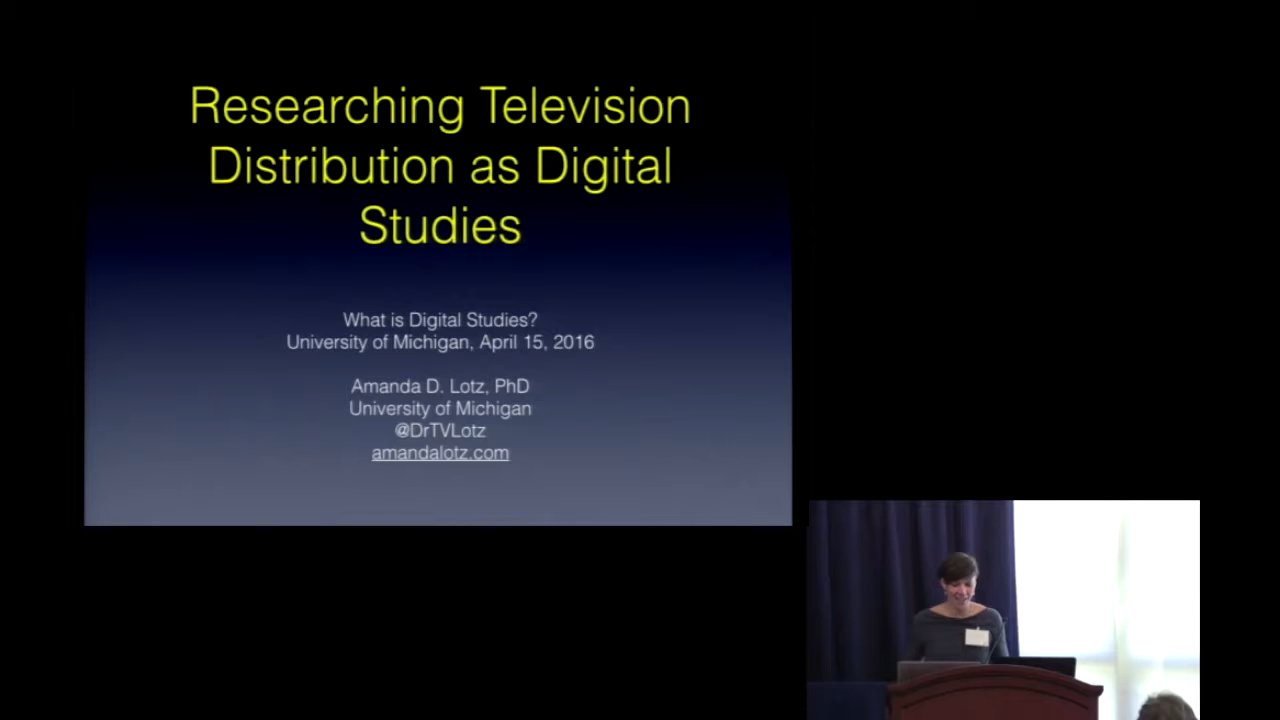 Researching Television
Distribution as Digital
Studies
What is Digital Studies?
University of Michigan, April 15, 2016
Amanda D. Lotz, PhD
University of Michigan
@DrTVLotz
amandalotz.com